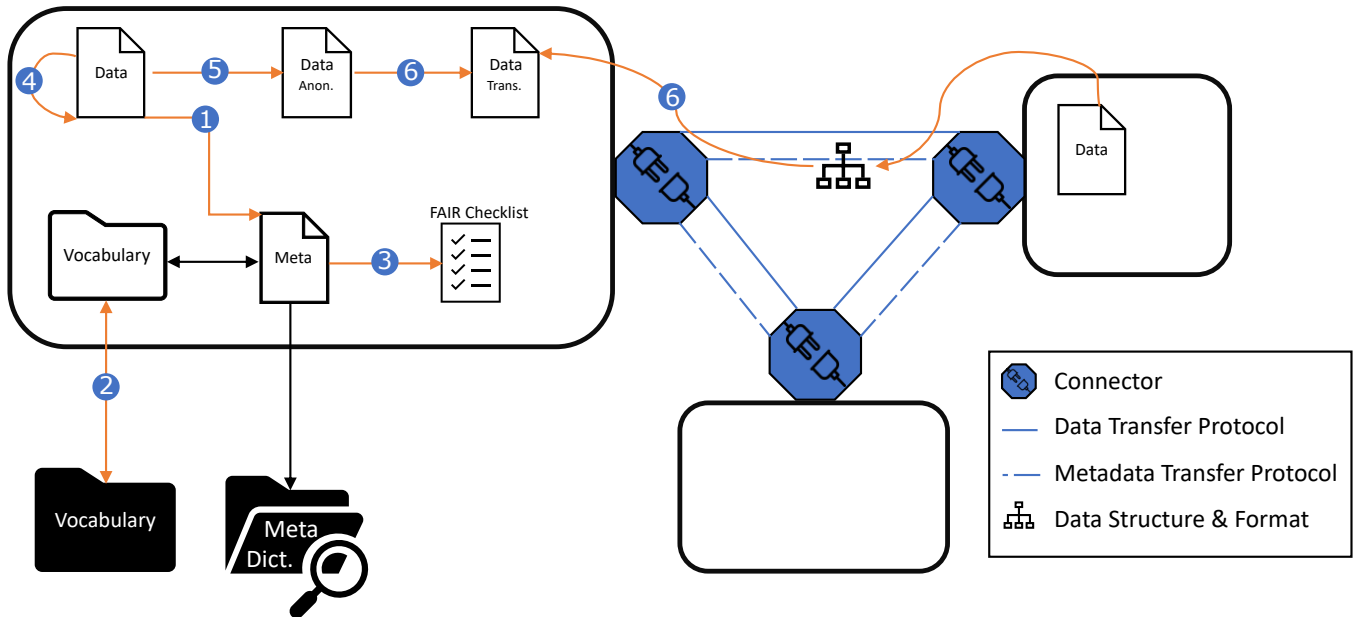 Data
Data
Anon.
Data
Trans.
4
5
6
1
6
Data
Vocabulary
Meta
FAIR Checklist
3
2
Vocabulary
Meta
Dict.
Connector
Data Transfer Protocol
Metadata Transfer Protocol
Data Structure & Format